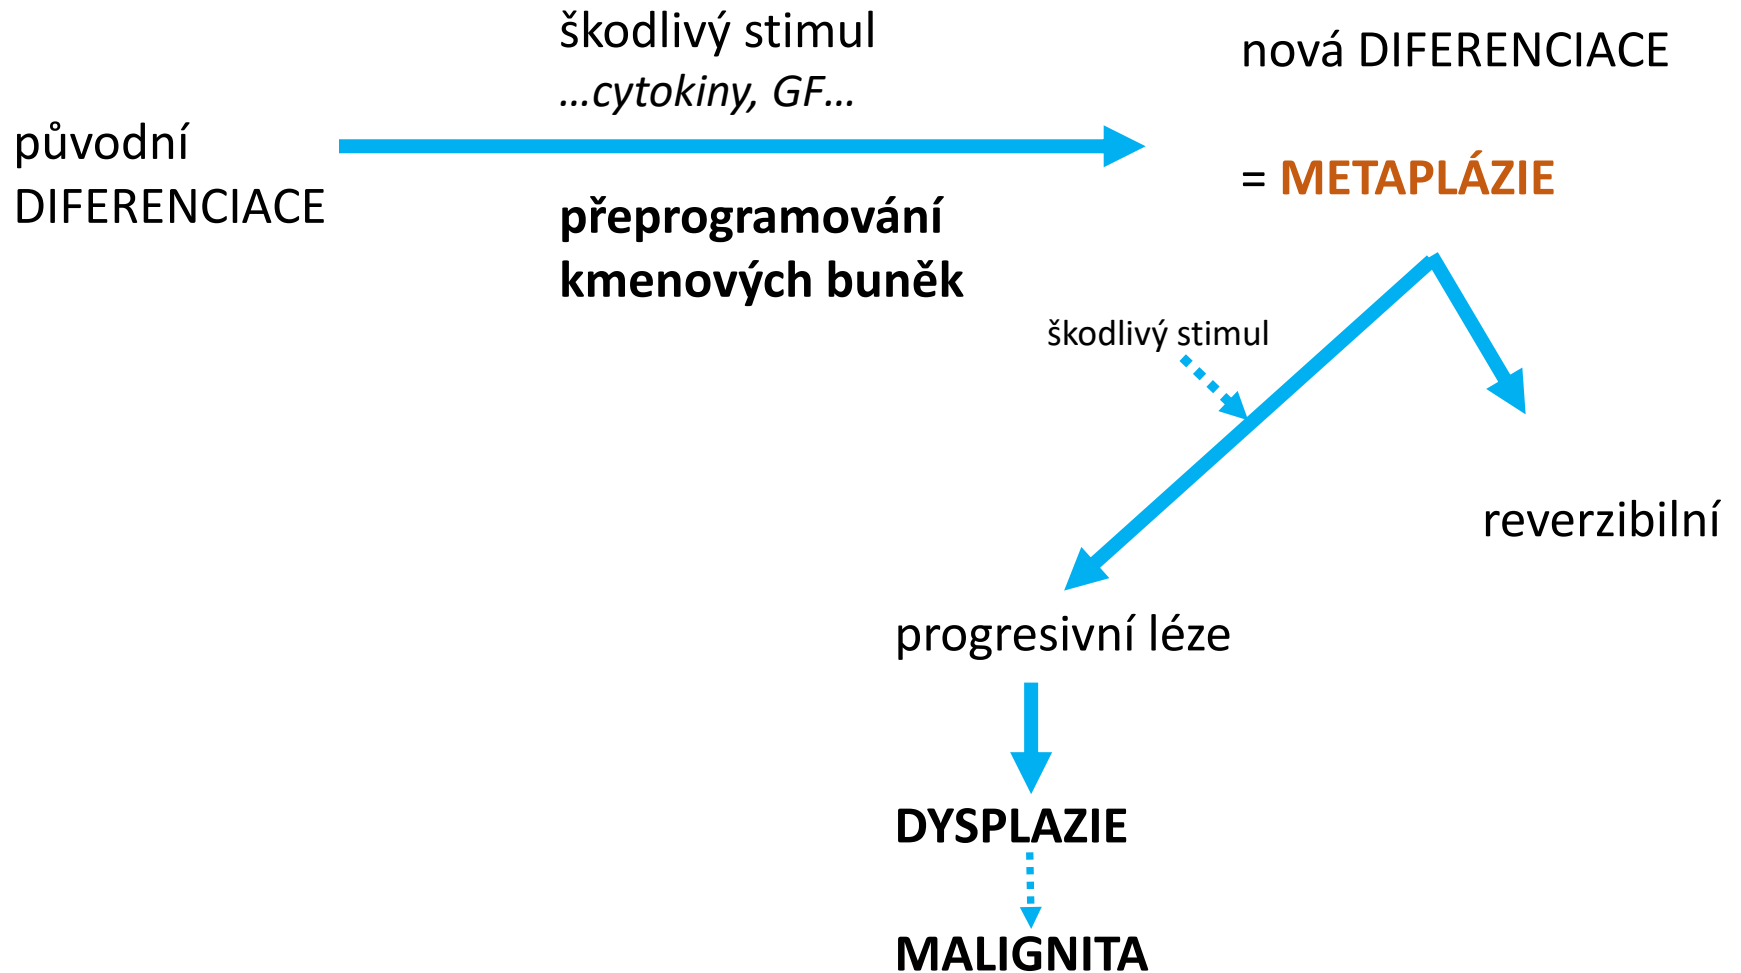 škodlivý stimul
…cytokiny, GF…
nová DIFERENCIACE
původní
DIFERENCIACE
= METAPLÁZIE
přeprogramování
kmenových buněk
škodlivý stimul
reverzibilní
progresivní léze
DYSPLAZIE
MALIGNITA